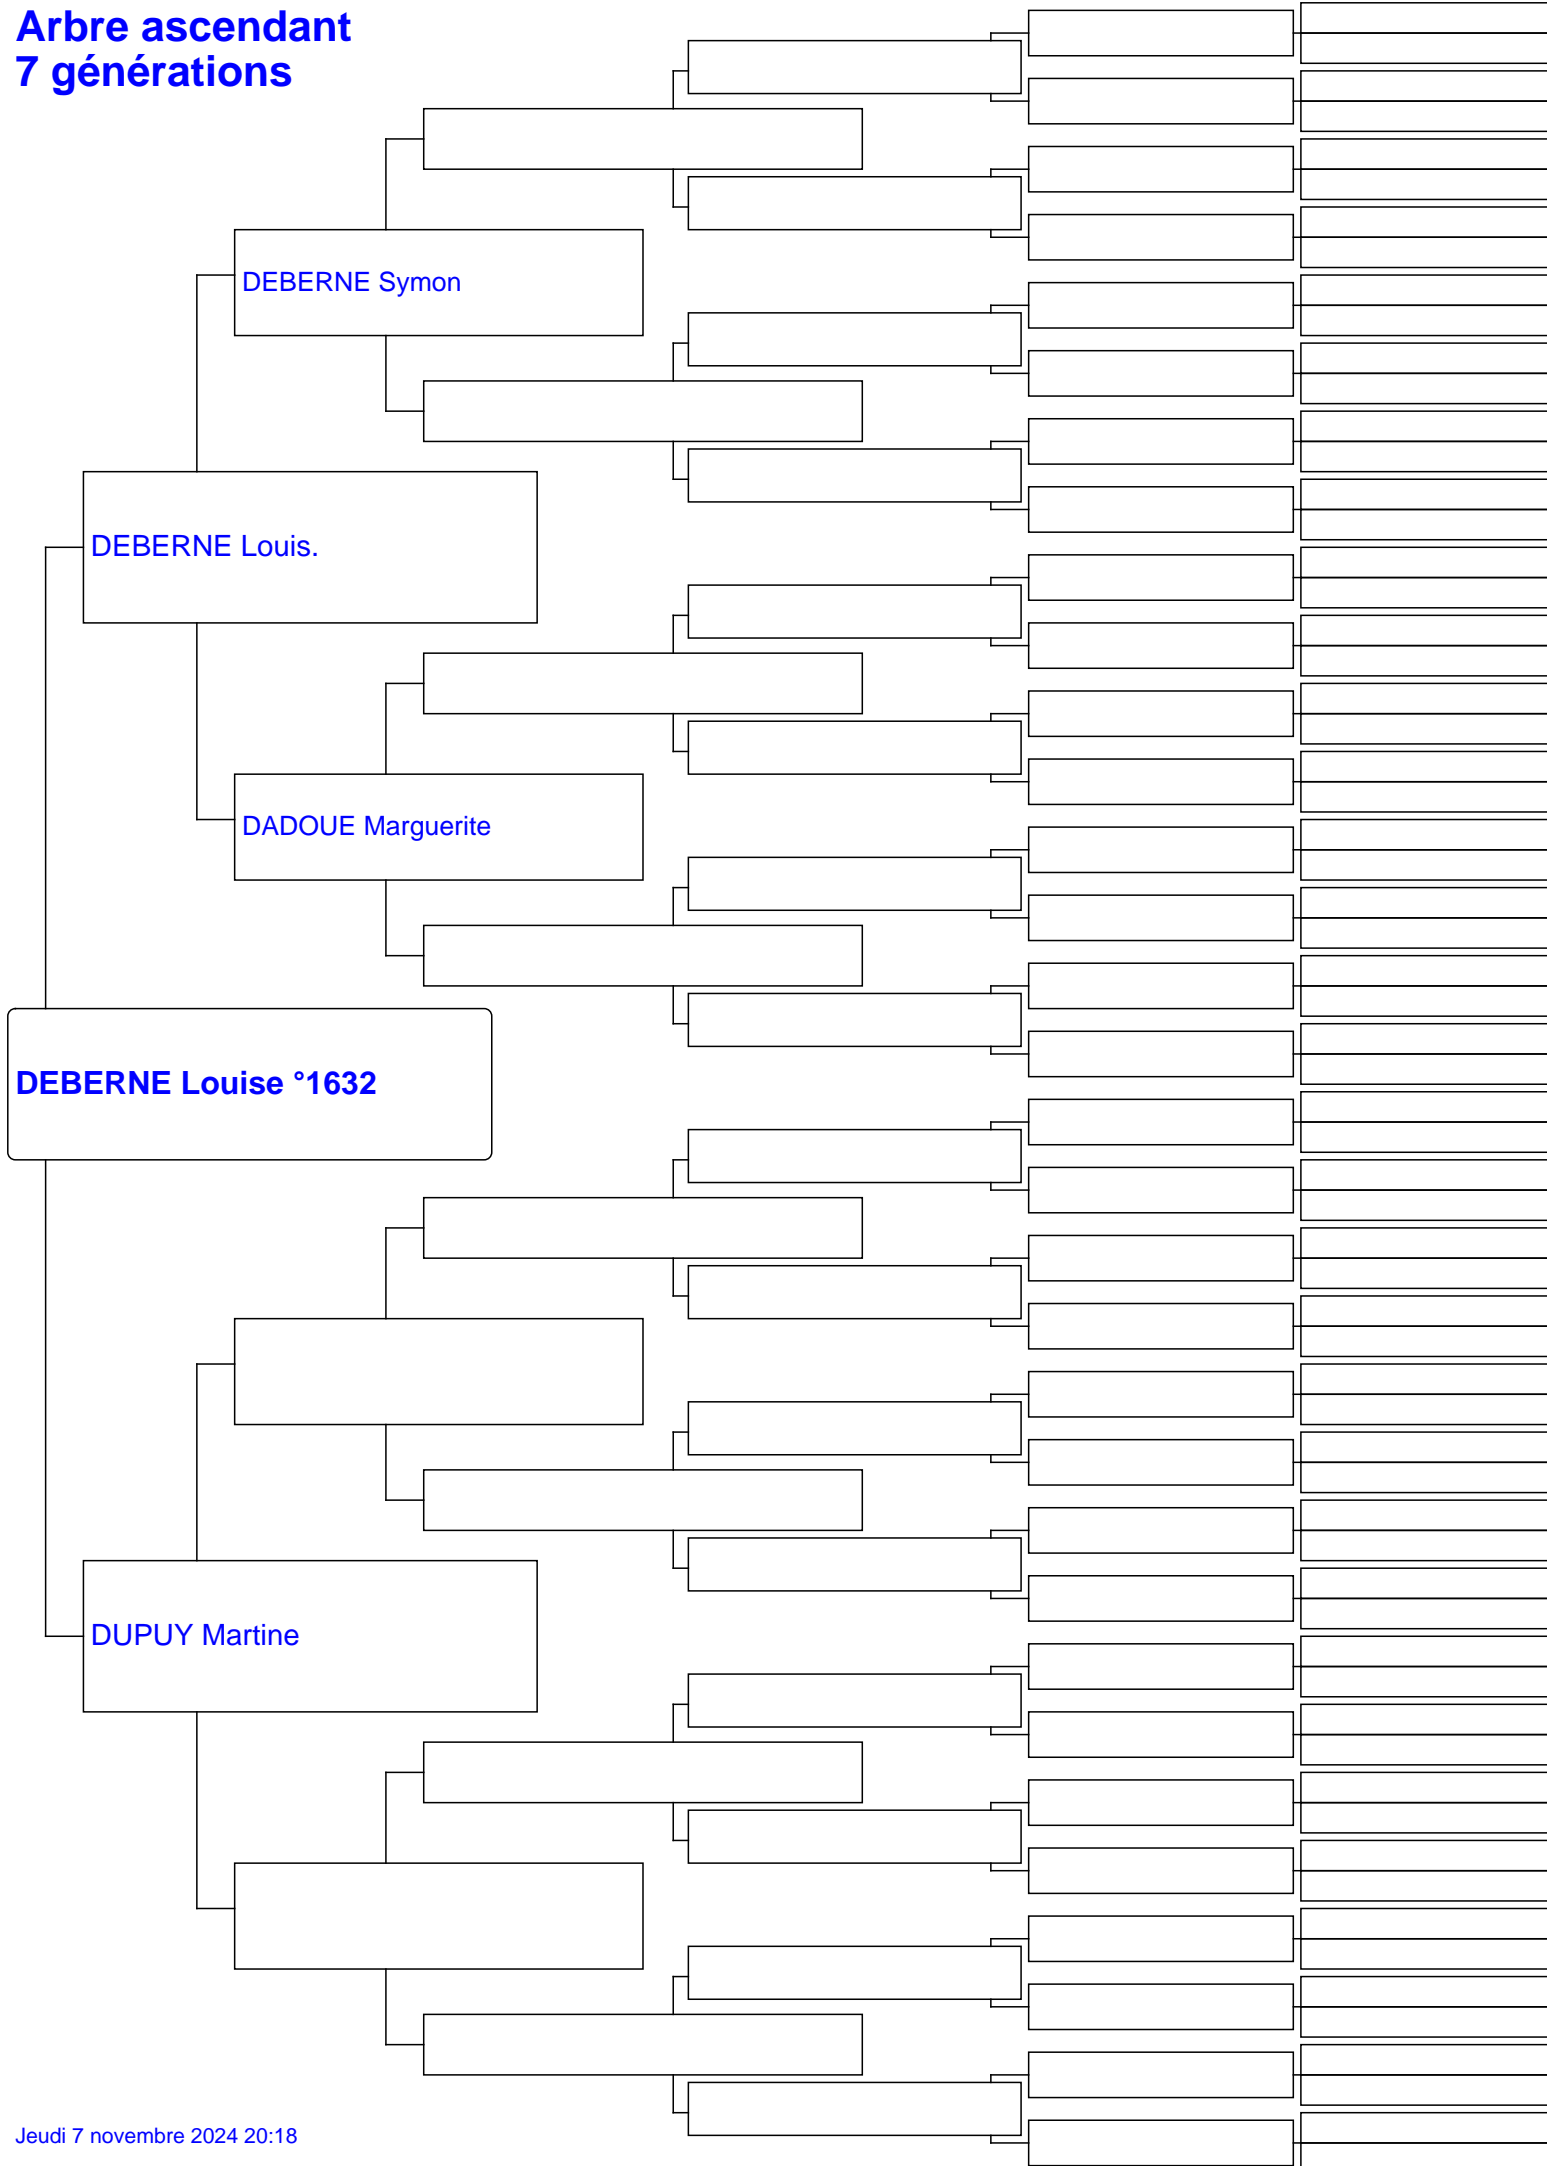 Arbre ascendant
7 générations
DEBERNE Symon
DEBERNE Louis.
DADOUE Marguerite
DEBERNE Louise °1632
DUPUY Martine
Jeudi 7 novembre 2024 20:18